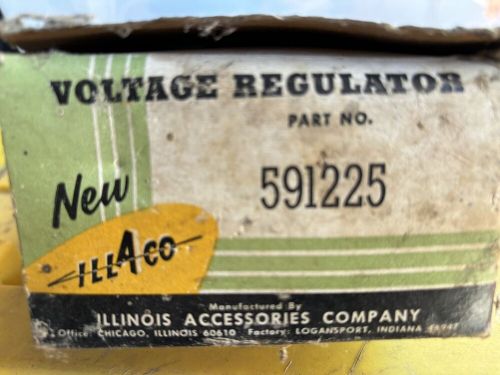 VOLTAGE REGULATOR
PART NO.
591225
New
ILLACO
Manufactured By
ILLINOIS ACCESSORIES COMPANY
Office: CHICAGO, ILLINOIS 60610 Factory: LOGANSPORT, INDIANA 46947